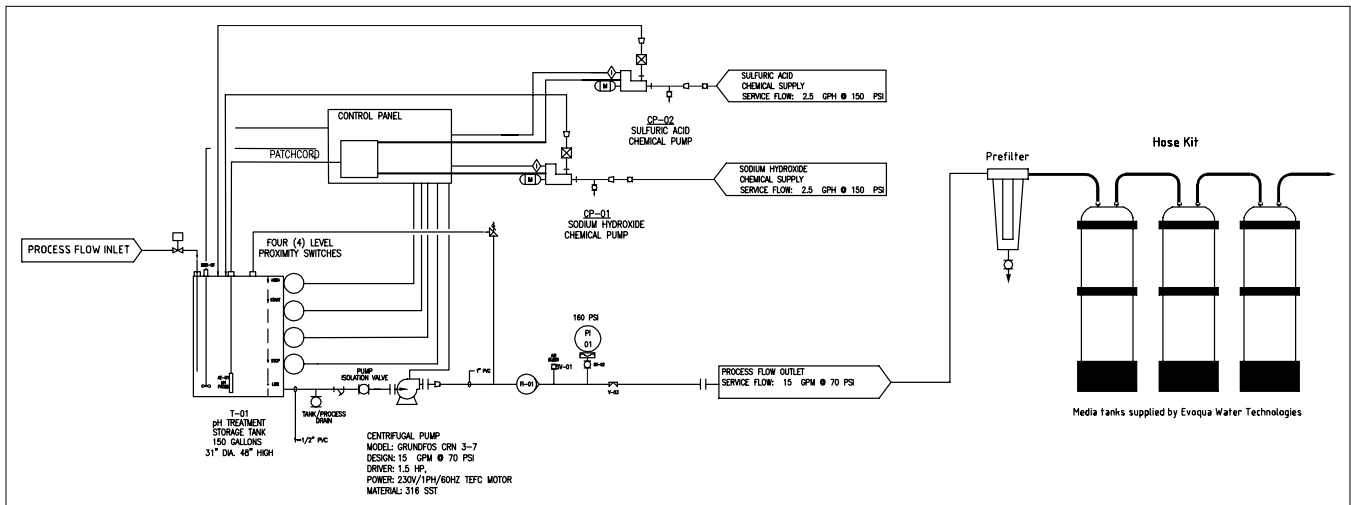 SULFURIC ACID
CHEMICAL SUPPLY
SERVICE FLOW: 2.5 GPH @ 150 PSI
M
I
CP-02
SULFURIC ACID
CHEMICAL PUMP
CONTROL PANEL
PATCHCORD
SODIUM HYDROXIDE
CHEMICAL SUPPLY
SERVICE FLOW: 2.5 GPH @ 150 PSI
M
I
CP-01
SODIUM HYDROXIDE
CHEMICAL PUMP
Hose Kit
Prefilter
PROCESS FLOW INLET
FOUR (4) LEVEL
PROXIMITY SWITCHES
HIGH
START
STOP
PUMP
ISOLATION VALVE
TANK/PROCESS
DRAIN
1-1/2" PVC
1" PVC
T-01
pH TREATMENT
STORAGE TANK
150 GALLONS
31" DIA. 48" HIGH
CENTRIFUGAL PUMP
MODEL: GRUNDFOS CRN 3-7
DESIGN: 15 GPM @ 70 PSI
DRIVER: 1.5 HP,
POWER: 230V/1PH/60HZ TEFC MOTOR
MATERIAL: 316 SST
160 PSI
PI
01
FI-01
SV-01
V-03
PROCESS FLOW OUTLET
SERVICE FLOW: 15 GPM @ 70 PSI
Media tanks supplied by Evoqua Water Technologies